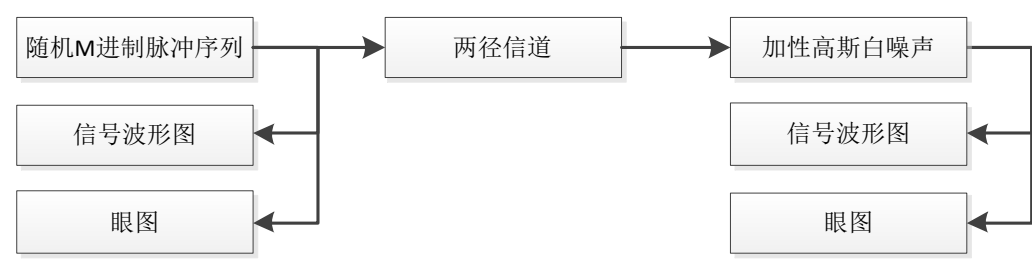 随机M进制脉冲序列
两径信道
加性高斯白噪声
信号波形图
信号波形图
眼图
眼图